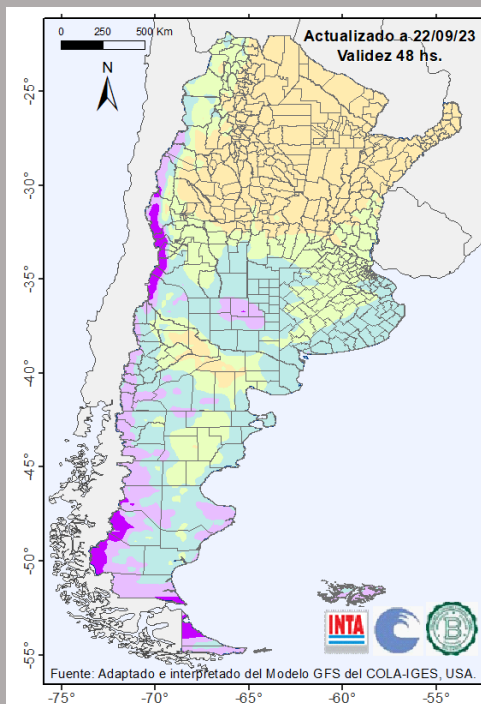 0 250 500 Km
Actualizado a 22/09/23
Validez 48 hs.
N
-25°
-30°
-35°
-40°
-45°
-50°
-55°
INTA
B
Fuente: Adaptado e interpretado del Modelo GFS del COLA-IGES, USA.
-75° -70° -65° -60° -55°